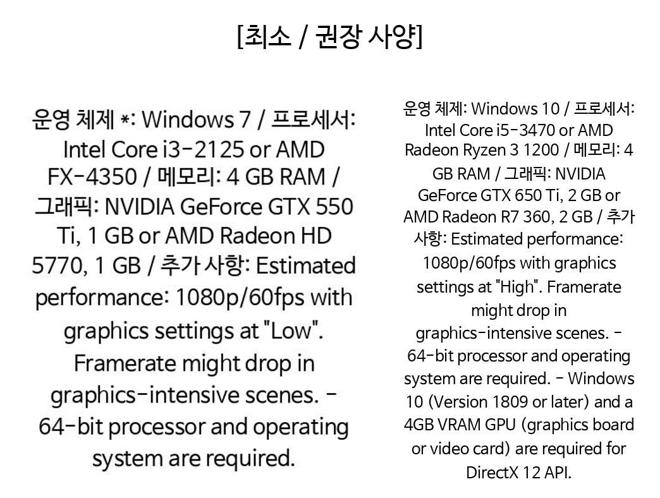 [최소 / 권장 사양]
운영 체제 *: Windows 7 / 프로세서:
Intel Core i3-2125 or AMD
FX-4350 / 메모리: 4 GB RAM /
그래픽: NVIDIA GeForce GTX 550
Ti, 1 GB or AMD Radeon HD
5770, 1 GB / 추가 사항: Estimated
performance: 1080p/60fps with
graphics settings at "Low".
Framerate might drop in
graphics-intensive scenes. -
64-bit processor and operating
system are required.
운영 체제: Windows 10 / 프로세서:
Intel Core i5-3470 or AMD
Radeon Ryzen 3 1200 / 메모리: 4
GB RAM / 그래픽: NVIDIA
GeForce GTX 650 Ti, 2 GB or
AMD Radeon R7 360, 2 GB / 추가
사항: Estimated performance:
1080p/60fps with graphics
settings at "High". Framerate
might drop in
graphics-intensive scenes. -
64-bit processor and operating
system are required. - Windows
10 (Version 1809 or later) and a
4GB VRAM GPU (graphics board
or video card) are required for
DirectX 12 API.